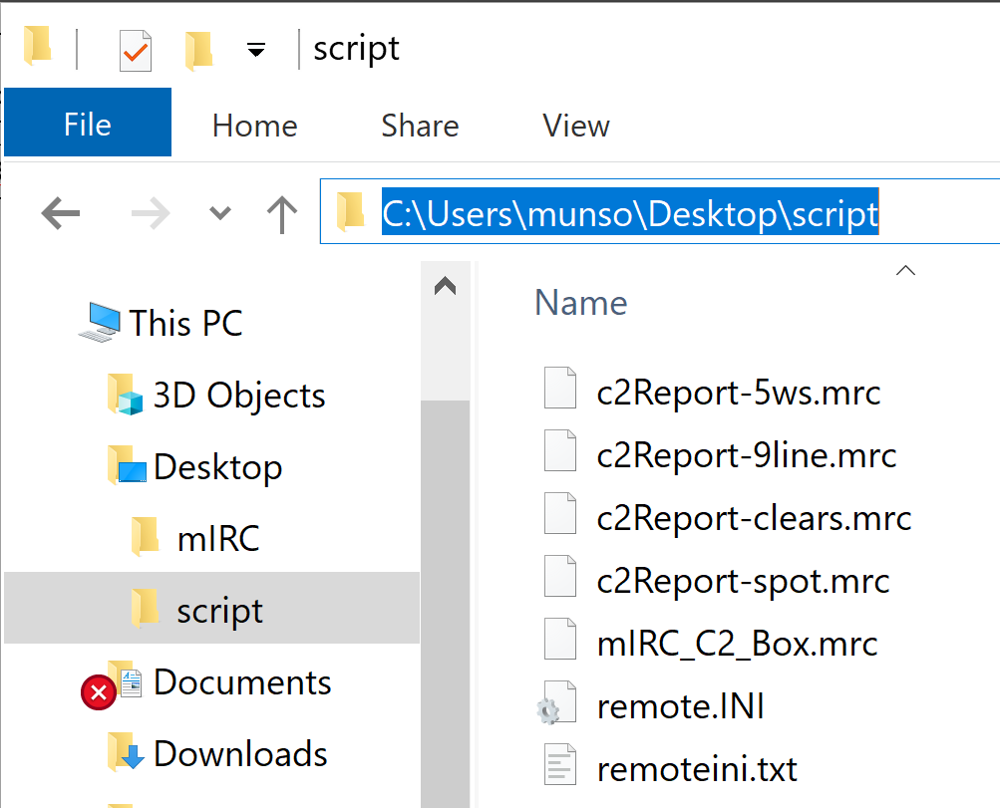 script
File Home Share View
C:\Users\munso\Desktop\script
This PC
3D Objects
Desktop
mIRC
script
Documents
Downloads
Name
c2Report-5ws.mrc
c2Report-9line.mrc
c2Report-clears.mrc
c2Report-spot.mrc
mIRC_C2_Box.mrc
remote.INI
remoteini.txt